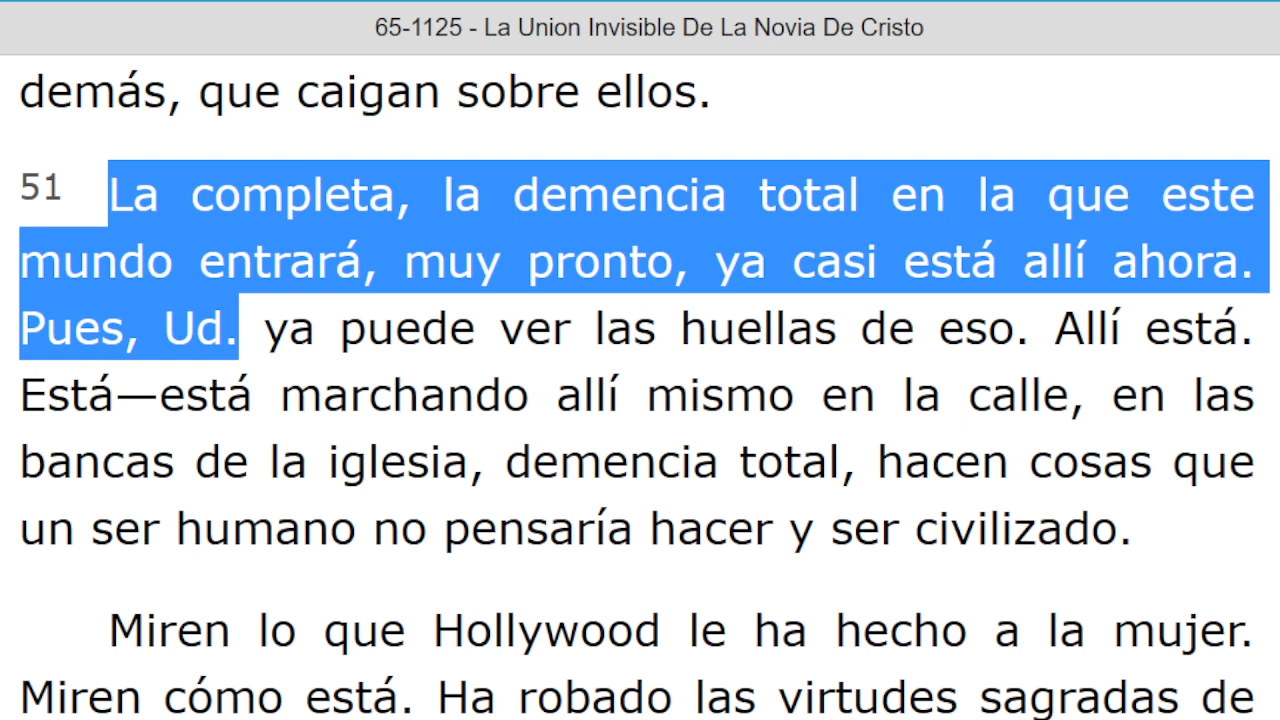 65-1125 - La Union Invisible De La Novia De Cristo
demás, que caigan sobre ellos.
51 La completa, la demencia total en la que este
mundo entrará, muy pronto, ya casi está allí ahora.
Pues, Ud. ya puede ver las huellas de eso. Allí está.
Está—está marchando allí mismo en la calle, en las
bancas de la iglesia, demencia total, hacen cosas que
un ser humano no pensaría hacer y ser civilizado.
Miren lo que Hollywood le ha hecho a la mujer.
Miren cómo está. Ha robado las virtudes sagradas de